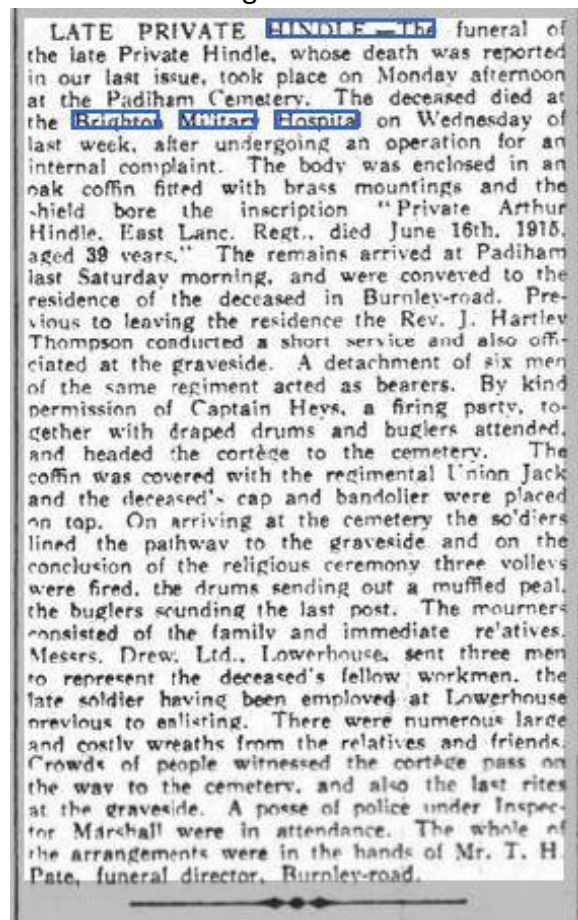 LATE PRIVATE HINDLE.—The funeral of
the late Private Hindle, whose death was reported
in our last issue, took place on Monday afternoon
at the Padiham Cemetery. The deceased died at
the Brighton Military Hospital on Wednesday of
last week, after undergoing an operation for an
internal complaint. The body was enclosed in an
oak coffin fitted with brass mountings and the
shield bore the inscription "Private Arthur
Hindle, East Lanc. Regt., died June 16th, 1915,
aged 39 years." The remains arrived at Padiham
last Saturday morning, and were conveyed to the
residence of the deceased in Burnley-road. Pre-
vious to leaving the residence the Rev. J. Hartley
Thompson conducted a short service and also offi-
ciated at the graveside. A detachment of six men
of the same regiment acted as bearers. By kind
permission of Captain Heys, a firing party, to-
gether with draped drums and buglers attended,
and headed the cortège to the cemetery. The
coffin was covered with the regimental Union Jack
and the deceased's cap and bandolier were placed
on top. On arriving at the cemetery the so'diers
lined the pathway to the graveside and on the
conclusion of the religious ceremony three volleys
were fired, the drums sending out a muffled peal,
the buglers sounding the last post. The mourners
consisted of the family and immediate re'atives.
Messrs. Drew, Ltd., Lowerhouse, sent three men
to represent the deceased's fellow workmen, the
late soldier having been employed at Lowerhouse
previous to enlisting. There were numerous large
and costly wreaths from the relatives and friends.
Crowds of people witnessed the cortège pass on
the way to the cemetery, and also the last rites
at the graveside. A posse of police under Inspec-
tor Marshall were in attendance. The whole of
the arrangements were in the hands of Mr. T. H.
Pate, funeral director, Burnley-road.